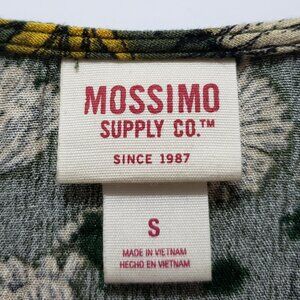 MOSSIMO
SUPPLY CO.™
SINCE 1987
S
MADE IN VIETNAM
HECHO EN VIETNAM